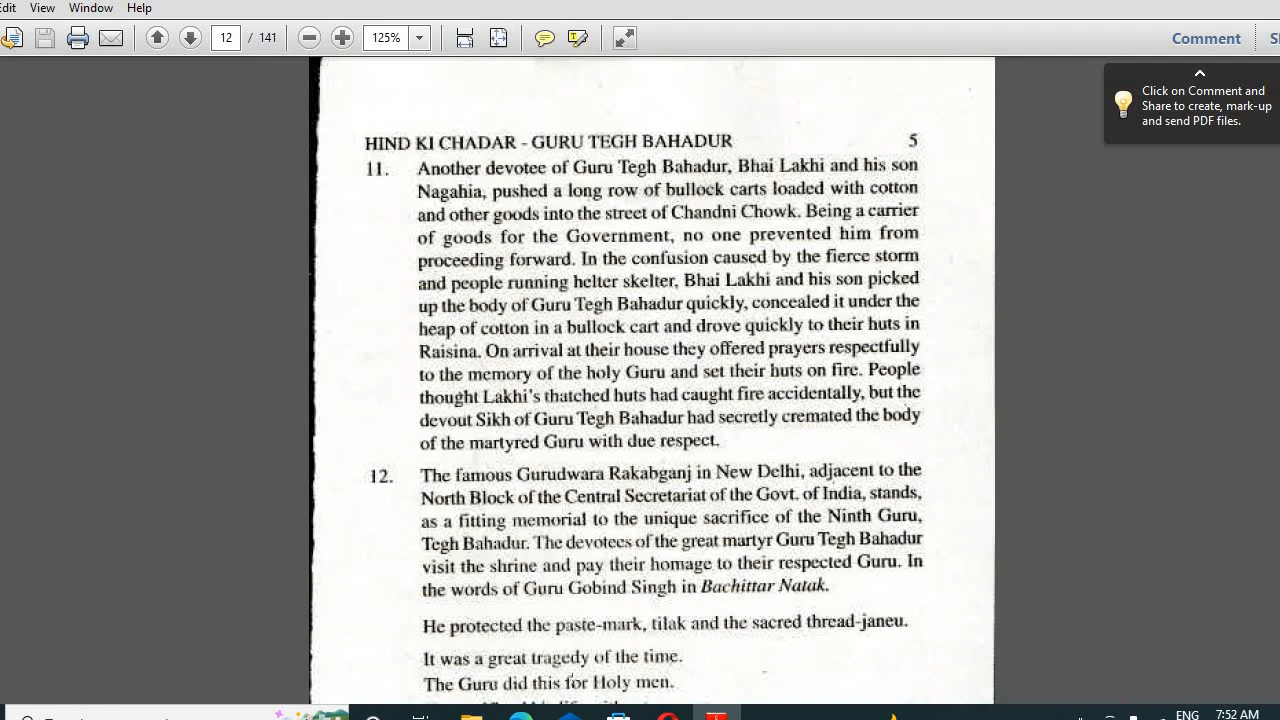 Edit View Window Help
12 / 141 125% Comment
Click on Comment and
Share to create, mark-up
and send PDF files.
HIND KI CHADAR - GURU TEGH BAHADUR 5
11. Another devotee of Guru Tegh Bahadur, Bhai Lakhi and his son
Nagahia, pushed a long row of bullock carts loaded with cotton
and other goods into the street of Chandni Chowk. Being a carrier
of goods for the Government, no one prevented him from
proceeding forward. In the confusion caused by the fierce storm
and people running helter skelter, Bhai Lakhi and his son picked
up the body of Guru Tegh Bahadur quickly, concealed it under the
heap of cotton in a bullock cart and drove quickly to their huts in
Raisina. On arrival at their house they offered prayers respectfully
to the memory of the holy Guru and set their huts on fire. People
thought Lakhi's thatched huts had caught fire accidentally, but the
devout Sikh of Guru Tegh Bahadur had secretly cremated the body
of the martyred Guru with due respect.
12. The famous Gurudwara Rakabganj in New Delhi, adjacent to the
North Block of the Central Secretariat of the Govt. of India, stands,
as a fitting memorial to the unique sacrifice of the Ninth Guru,
Tegh Bahadur. The devotees of the great martyr Guru Tegh Bahadur
visit the shrine and pay their homage to their respected Guru. In
the words of Guru Gobind Singh in Bachittar Natak.
He protected the paste-mark, tilak and the sacred thread-janeu.
It was a great tragedy of the time.
The Guru did this for Holy men.
ENG 7:52 AM